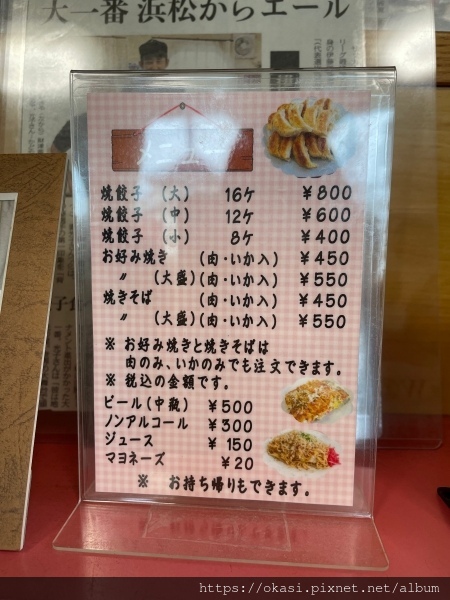 大一番 浜松からエール
メニュー
焼餃子 (大) 16ケ ￥800
焼餃子 (中) 12ケ ￥600
焼餃子 (小) 8ケ ￥400
お好み焼き (肉・いか入) ￥450
〃 (大盛)(肉・いか入) ￥550
焼きそば (肉・いか入) ￥450
〃 (大盛)(肉・いか入) ￥550
※ お好み焼きと焼きそばは
肉のみ、いかのみでも注文できます。
※ 税込の金額です。
ビール(中瓶) ￥500
ノンアルコール ￥300
ジュース ￥150
マヨネーズ ￥20
※ お持ち帰りもできます。
https://okasi.pixnet.net/album